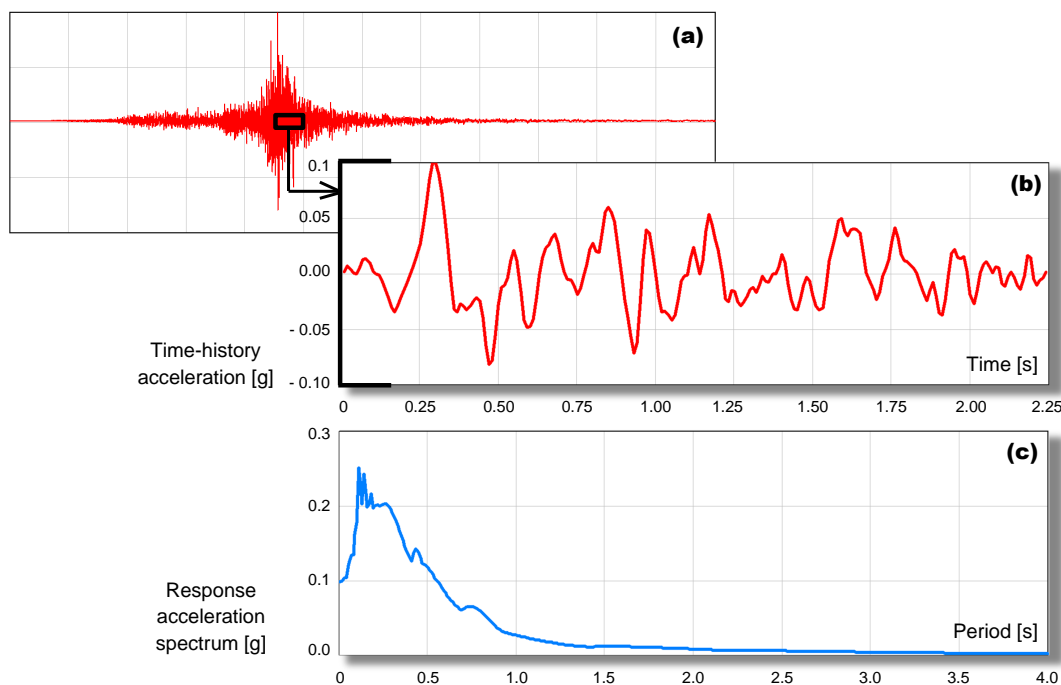 (a)
0.1
(b)
0.05
0.00
- 0.05
Time-history
acceleration [g]
- 0.10
Time [s]
0 0.25 0.50 0.75 1.00 1.25 1.50 1.75 2.00 2.25
0.3
(c)
0.2
0.1
Response
acceleration
spectrum [g]
0.0
Period [s]
0 0.5 1.0 1.5 2.0 2.5 3.0 3.5 4.0